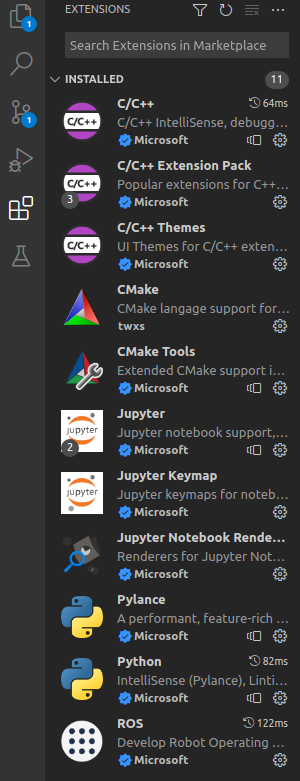 EXTENSIONS
1
Search Extensions in Marketplace
INSTALLED 11
1
C/C++ 64ms
C/C++
C/C++ IntelliSense, debugg...
Microsoft
C/C++ Extension Pack
C/C++
Popular extensions for C++...
3
Microsoft
C/C++ Themes
C/C++
UI Themes for C/C++ exten...
Microsoft
CMake
CMake langage support for...
twxs
CMake Tools
Extended CMake support i...
Microsoft
Jupyter
jupyter
Jupyter notebook support,...
2
Microsoft
Jupyter Keymap
jupyter
Jupyter keymaps for noteb...
Microsoft
Jupyter Notebook Rende...
Renderers for Jupyter Not...
Microsoft
Pylance
A performant, feature-rich ...
Microsoft
Python 82ms
IntelliSense (Pylance), Linti...
Microsoft
ROS 122ms
Develop Robot Operating ...
Microsoft